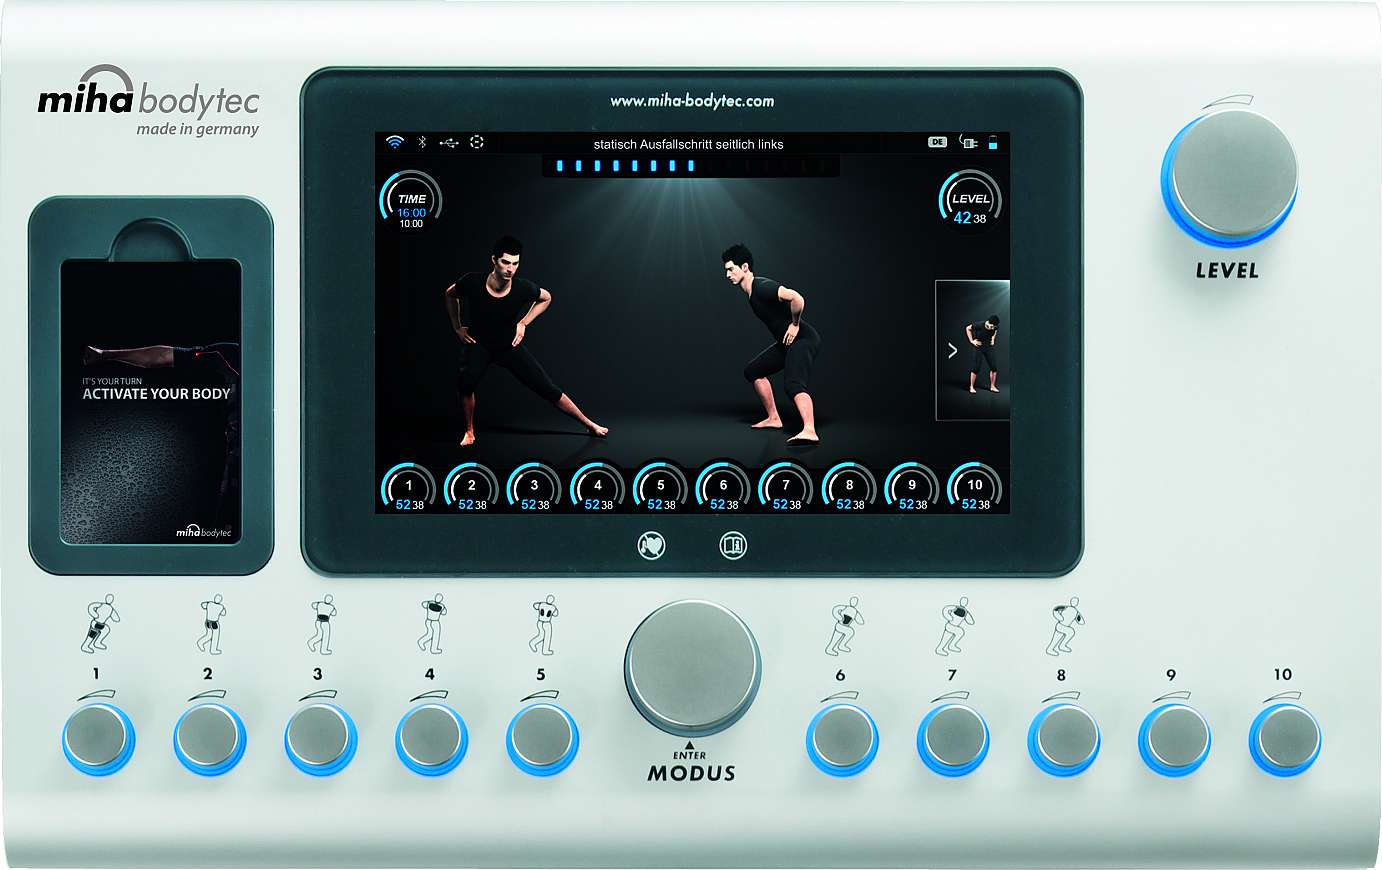 miha bodytec
made in germany
www.miha-bodytec.com
statisch Ausfallschritt seitlich links
DE
TIME
16:00
10.00
LEVEL
42 38
LEVEL
IT'S YOUR TURN
ACTIVATE YOUR BODY
miha bodytec
1 2 3 4 5 6 7 8 9 10
52 38 52 38 52 38 52 38 52 38 52 38 52 38 52 38 52 38 52 38
1 2 3 4 5 6 7 8 9 10
ENTER
MODUS